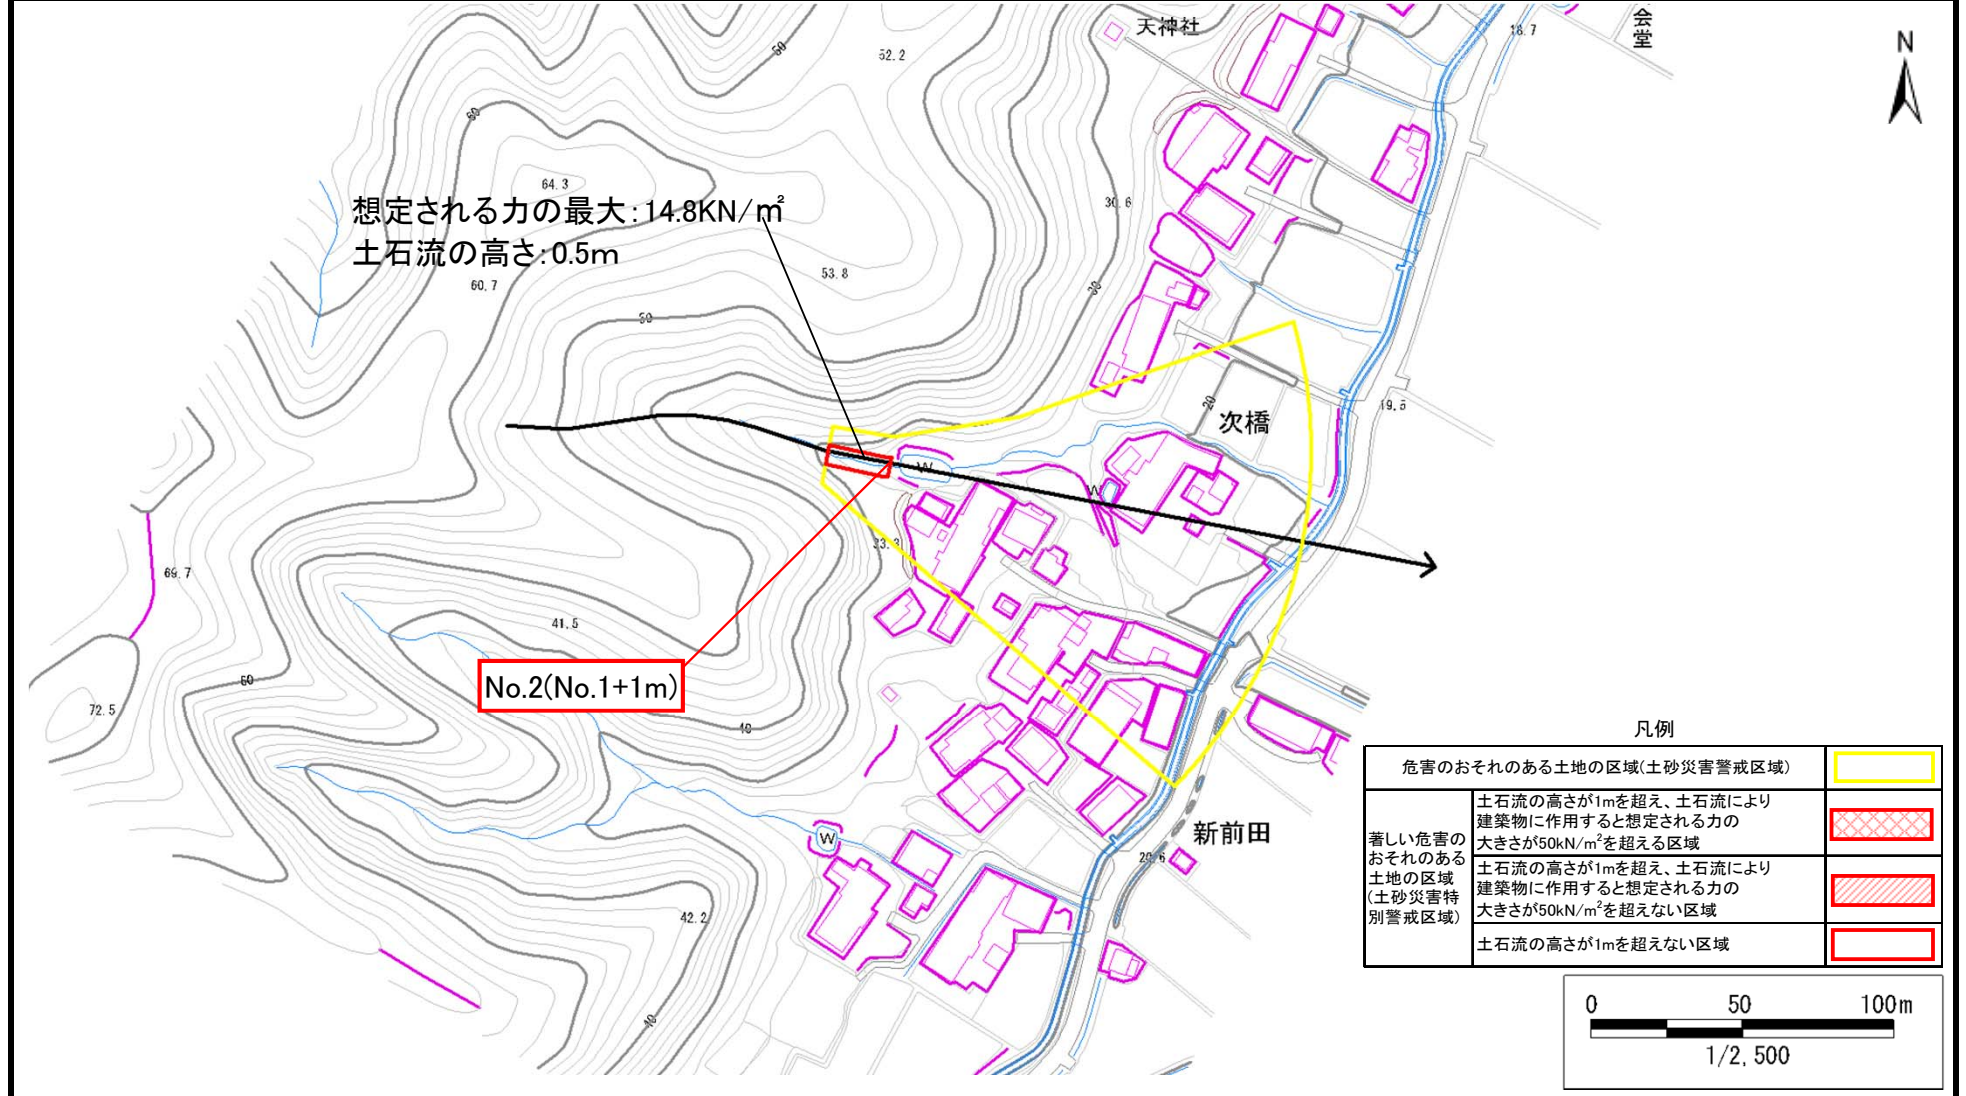 天神社
会堂
18.7
N
50
52.2
60
64.3
想定される力の最大:14.8KN/㎡
土石流の高さ:0.5m
30.6
53.8
60.7
30
50
20
次橋
19.5
W
W
33.3
69.7
41.5
No.2(No.1+1m)
60
72.5
40
新前田
W
20.6
42.2
40
凡例
危害のおそれのある土地の区域(土砂災害警戒区域)
著しい危害の
おそれのある
土地の区域
(土砂災害特
別警戒区域)
土石流の高さが1mを超え、土石流により
建築物に作用すると想定される力の
大きさが50kN/m²を超える区域
土石流の高さが1mを超え、土石流により
建築物に作用すると想定される力の
大きさが50kN/m²を超えない区域
土石流の高さが1mを超えない区域
0 50 100m
1/2,500